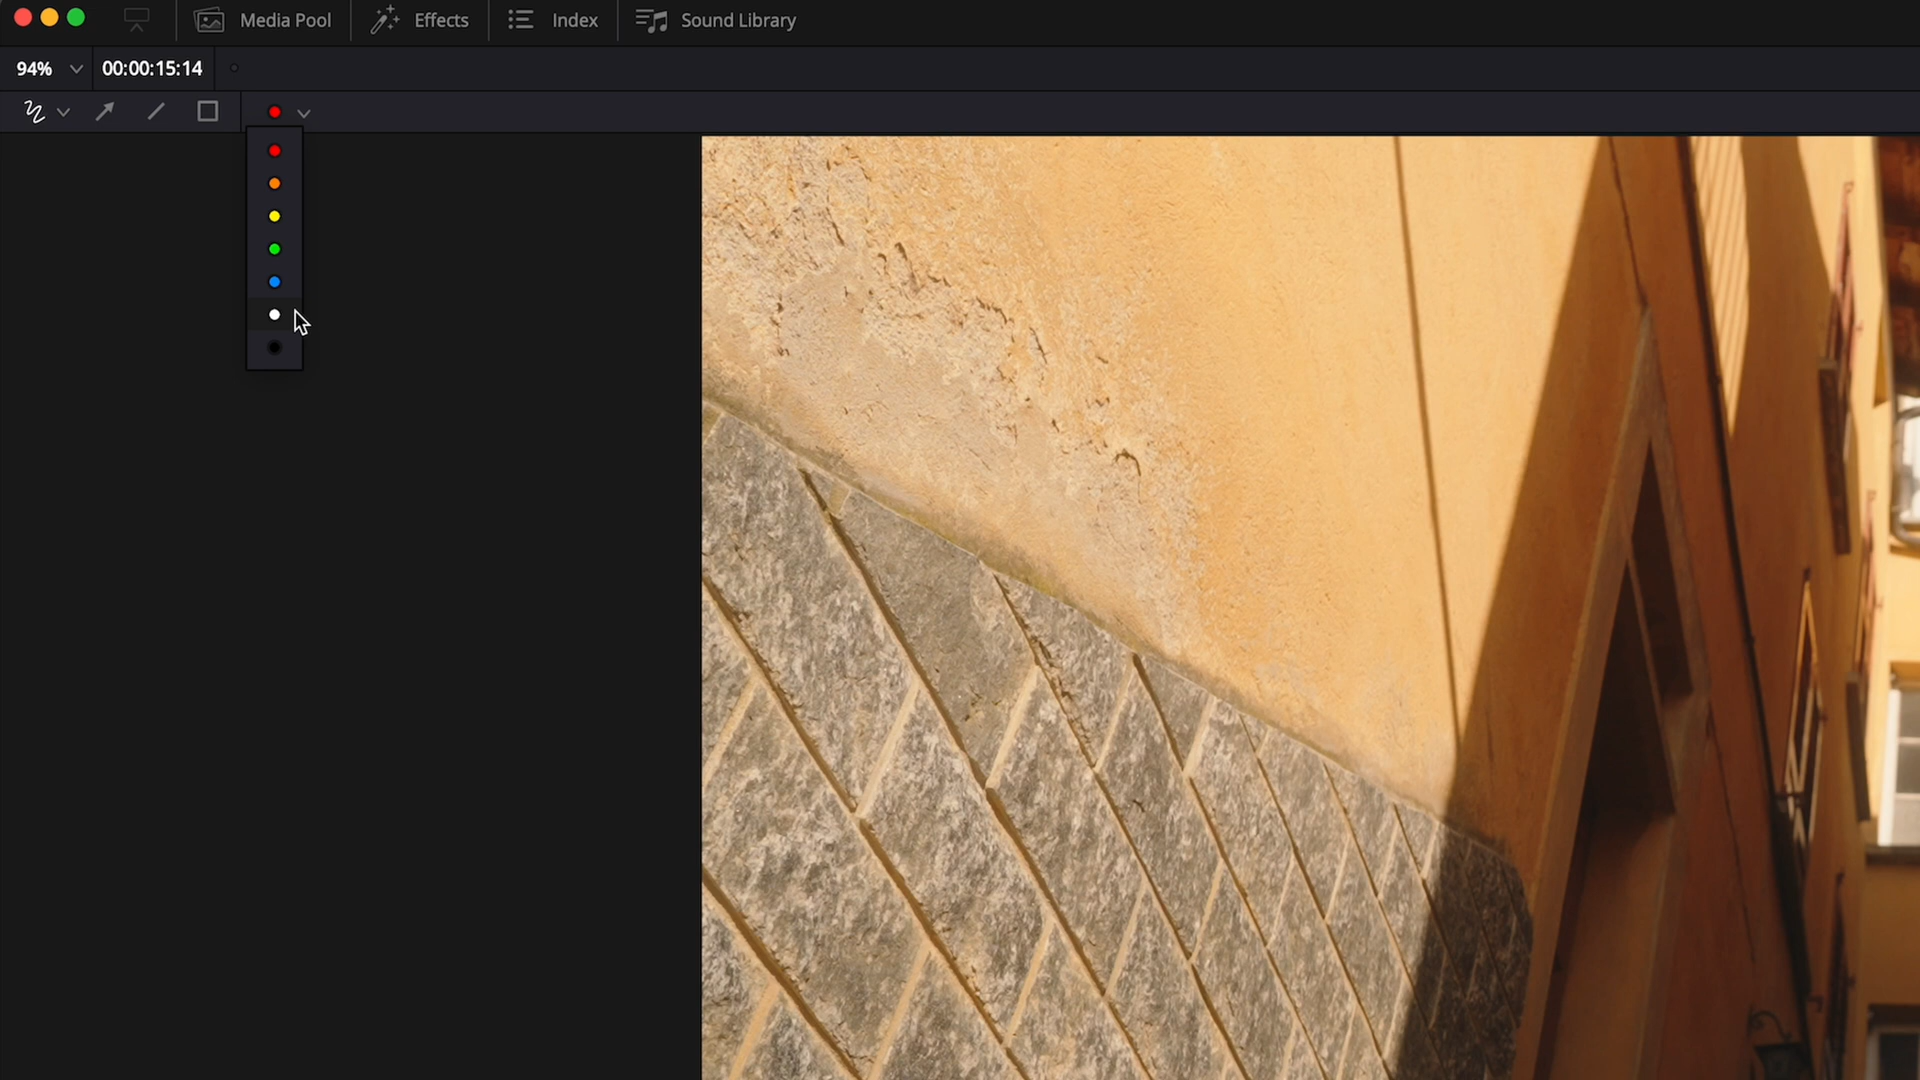 Media Pool
Effects
Index
Sound Library
94%
00:00:15:14